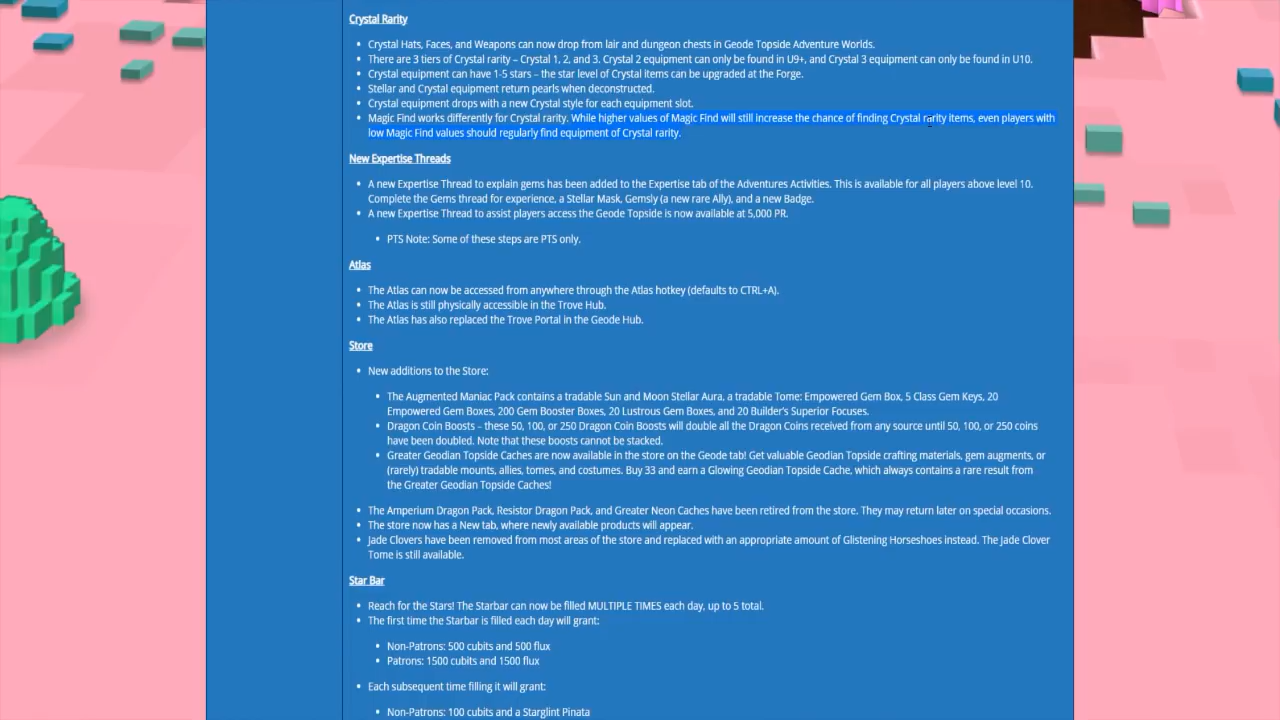 Crystal Rarity
• Crystal Hats, Faces, and Weapons can now drop from lair and dungeon chests in Geode Topside Adventure Worlds.
• There are 3 tiers of Crystal rarity – Crystal 1, 2, and 3. Crystal 2 equipment can only be found in U9+, and Crystal 3 equipment can only be found in U10.
• Crystal equipment can have 1-5 stars – the star level of Crystal items can be upgraded at the Forge.
• Stellar and Crystal equipment return pearls when deconstructed.
• Crystal equipment drops with a new Crystal style for each equipment slot.
• Magic Find works differently for Crystal rarity. While higher values of Magic Find will still increase the chance of finding Crystal rarity items, even players with
low Magic Find values should regularly find equipment of Crystal rarity.
New Expertise Threads
• A new Expertise Thread to explain gems has been added to the Expertise tab of the Adventures Activities. This is available for all players above level 10.
Complete the Gems thread for experience, a Stellar Mask, Gemsly (a new rare Ally), and a new Badge.
• A new Expertise Thread to assist players access the Geode Topside is now available at 5,000 PR.
• PTS Note: Some of these steps are PTS only.
Atlas
• The Atlas can now be accessed from anywhere through the Atlas hotkey (defaults to CTRL+A).
• The Atlas is still physically accessible in the Trove Hub.
• The Atlas has also replaced the Trove Portal in the Geode Hub.
Store
• New additions to the Store:
• The Augmented Maniac Pack contains a tradable Sun and Moon Stellar Aura, a tradable Tome: Empowered Gem Box, 5 Class Gem Keys, 20
Empowered Gem Boxes, 200 Gem Booster Boxes, 20 Lustrous Gem Boxes, and 20 Builder's Superior Focuses.
• Dragon Coin Boosts – these 50, 100, or 250 Dragon Coin Boosts will double all the Dragon Coins received from any source until 50, 100, or 250 coins
have been doubled. Note that these boosts cannot be stacked.
• Greater Geodian Topside Caches are now available in the store on the Geode tab! Get valuable Geodian Topside crafting materials, gem augments, or
(rarely) tradable mounts, allies, tomes, and costumes. Buy 33 and earn a Glowing Geodian Topside Cache, which always contains a rare result from
the Greater Geodian Topside Caches!
• The Amperium Dragon Pack, Resistor Dragon Pack, and Greater Neon Caches have been retired from the store. They may return later on special occasions.
• The store now has a New tab, where newly available products will appear.
• Jade Clovers have been removed from most areas of the store and replaced with an appropriate amount of Glistening Horseshoes instead. The Jade Clover
Tome is still available.
Star Bar
• Reach for the Stars! The Starbar can now be filled MULTIPLE TIMES each day, up to 5 total.
• The first time the Starbar is filled each day will grant:
• Non-Patrons: 500 cubits and 500 flux
• Patrons: 1500 cubits and 1500 flux
• Each subsequent time filling it will grant:
• Non-Patrons: 100 cubits and a Starglint Pinata